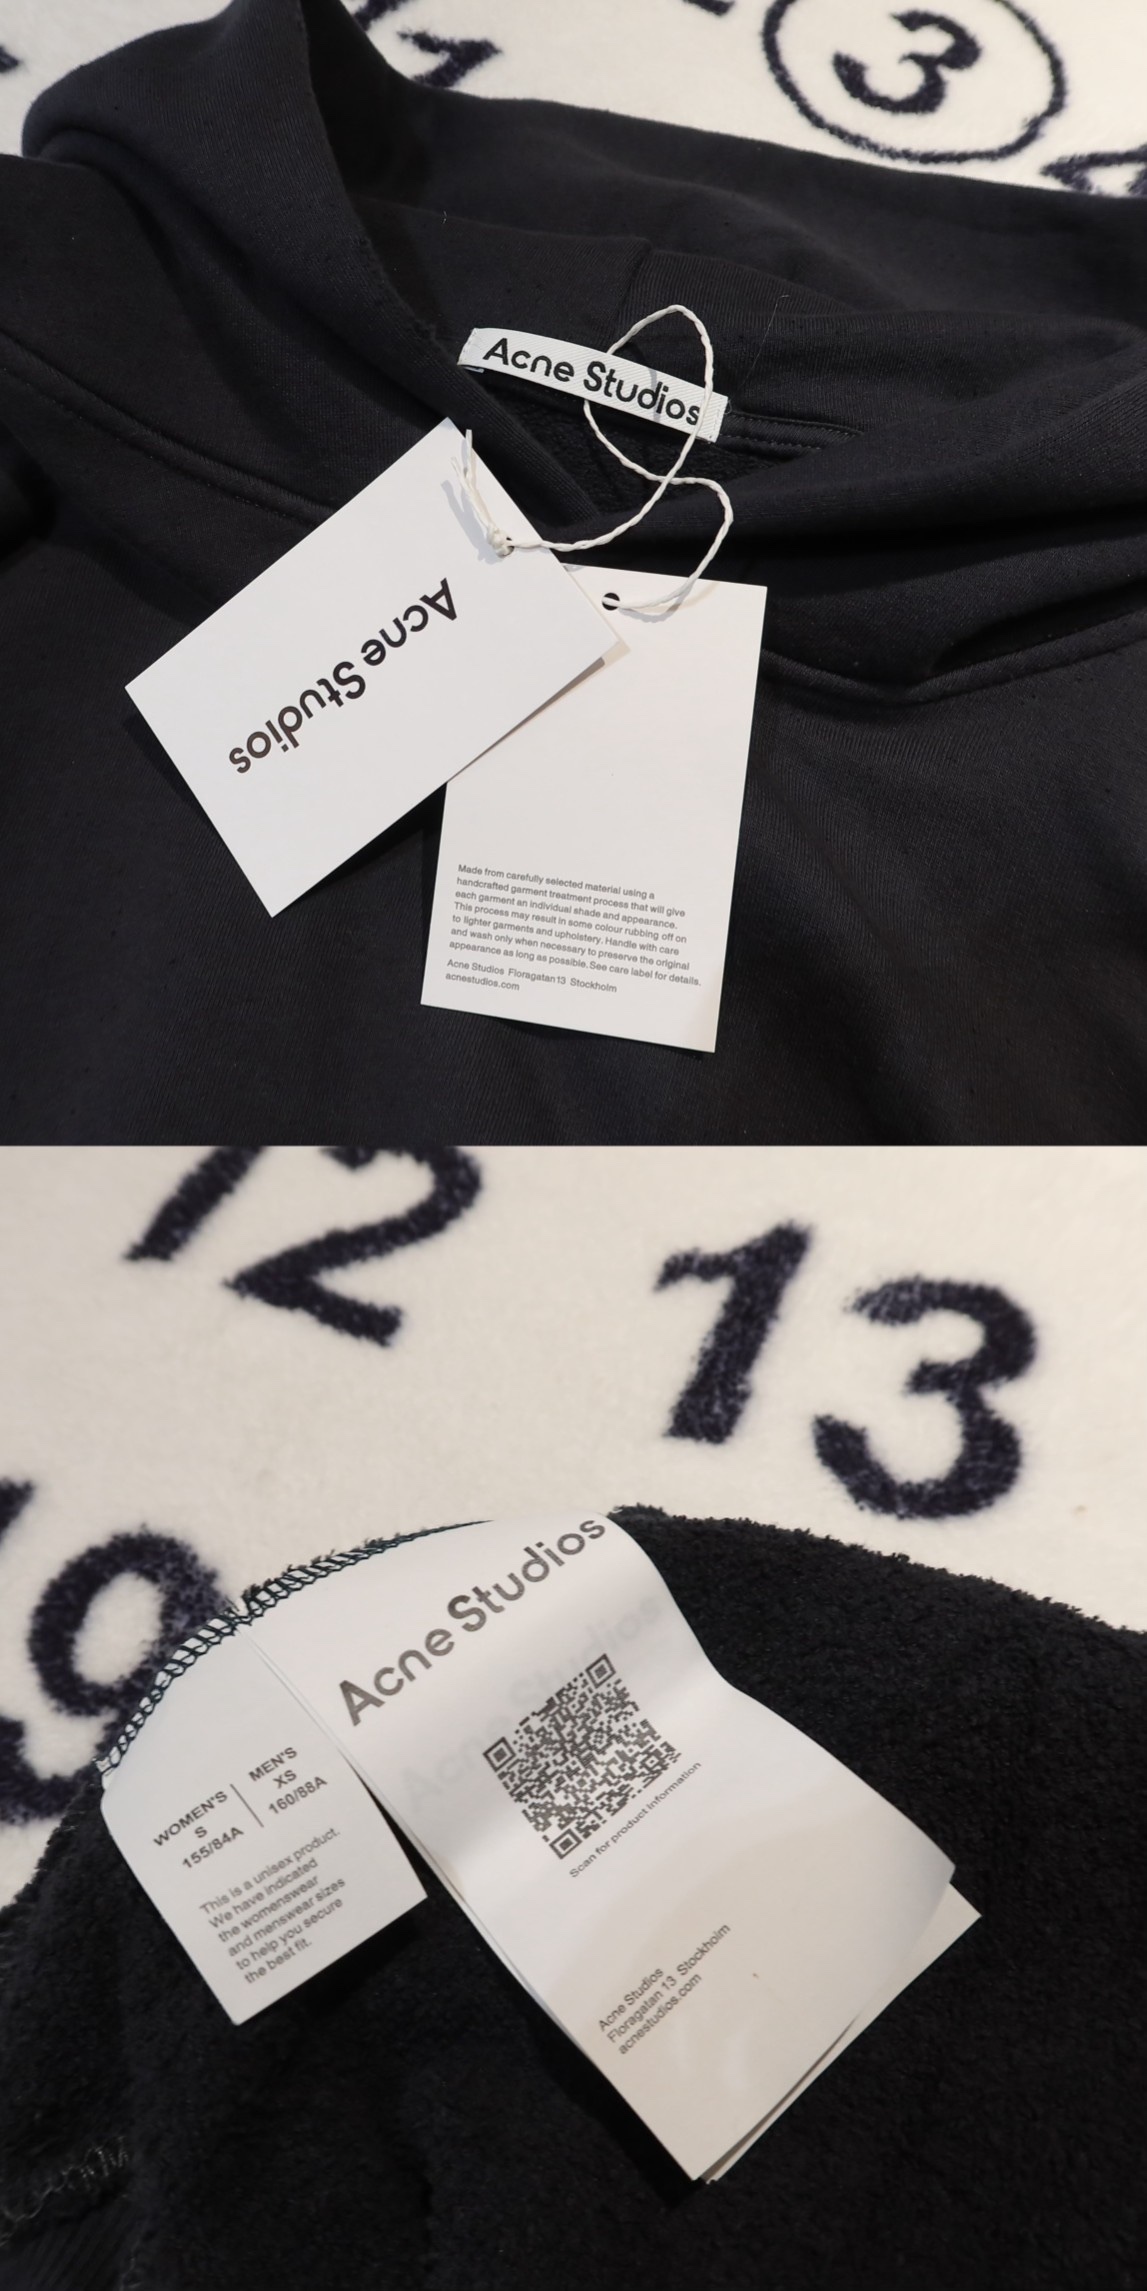 3
Acne Studios
Acne Studios
Made from carefully selected material using a
handcrafted garment treatment process that will give
each garment an individual shade and appearance.
This process may result in some colour rubbing off on
to lighter garments and upholstery. Handle with care
and wash only when necessary to preserve the original
appearance as long as possible. See care label for details.
Acne Studios Floragatan 13 Stockholm
acnestudios.com
12
13
Acne Studios
Scan for product information
Acne Studios
Floragatan 13 Stockholm
acnestudios.com
WOMEN'S
S
155/84A
MEN'S
XS
160/88A
This is a unisex product.
We have indicated
the womenswear
and menswear sizes
to help you secure
the best fit.